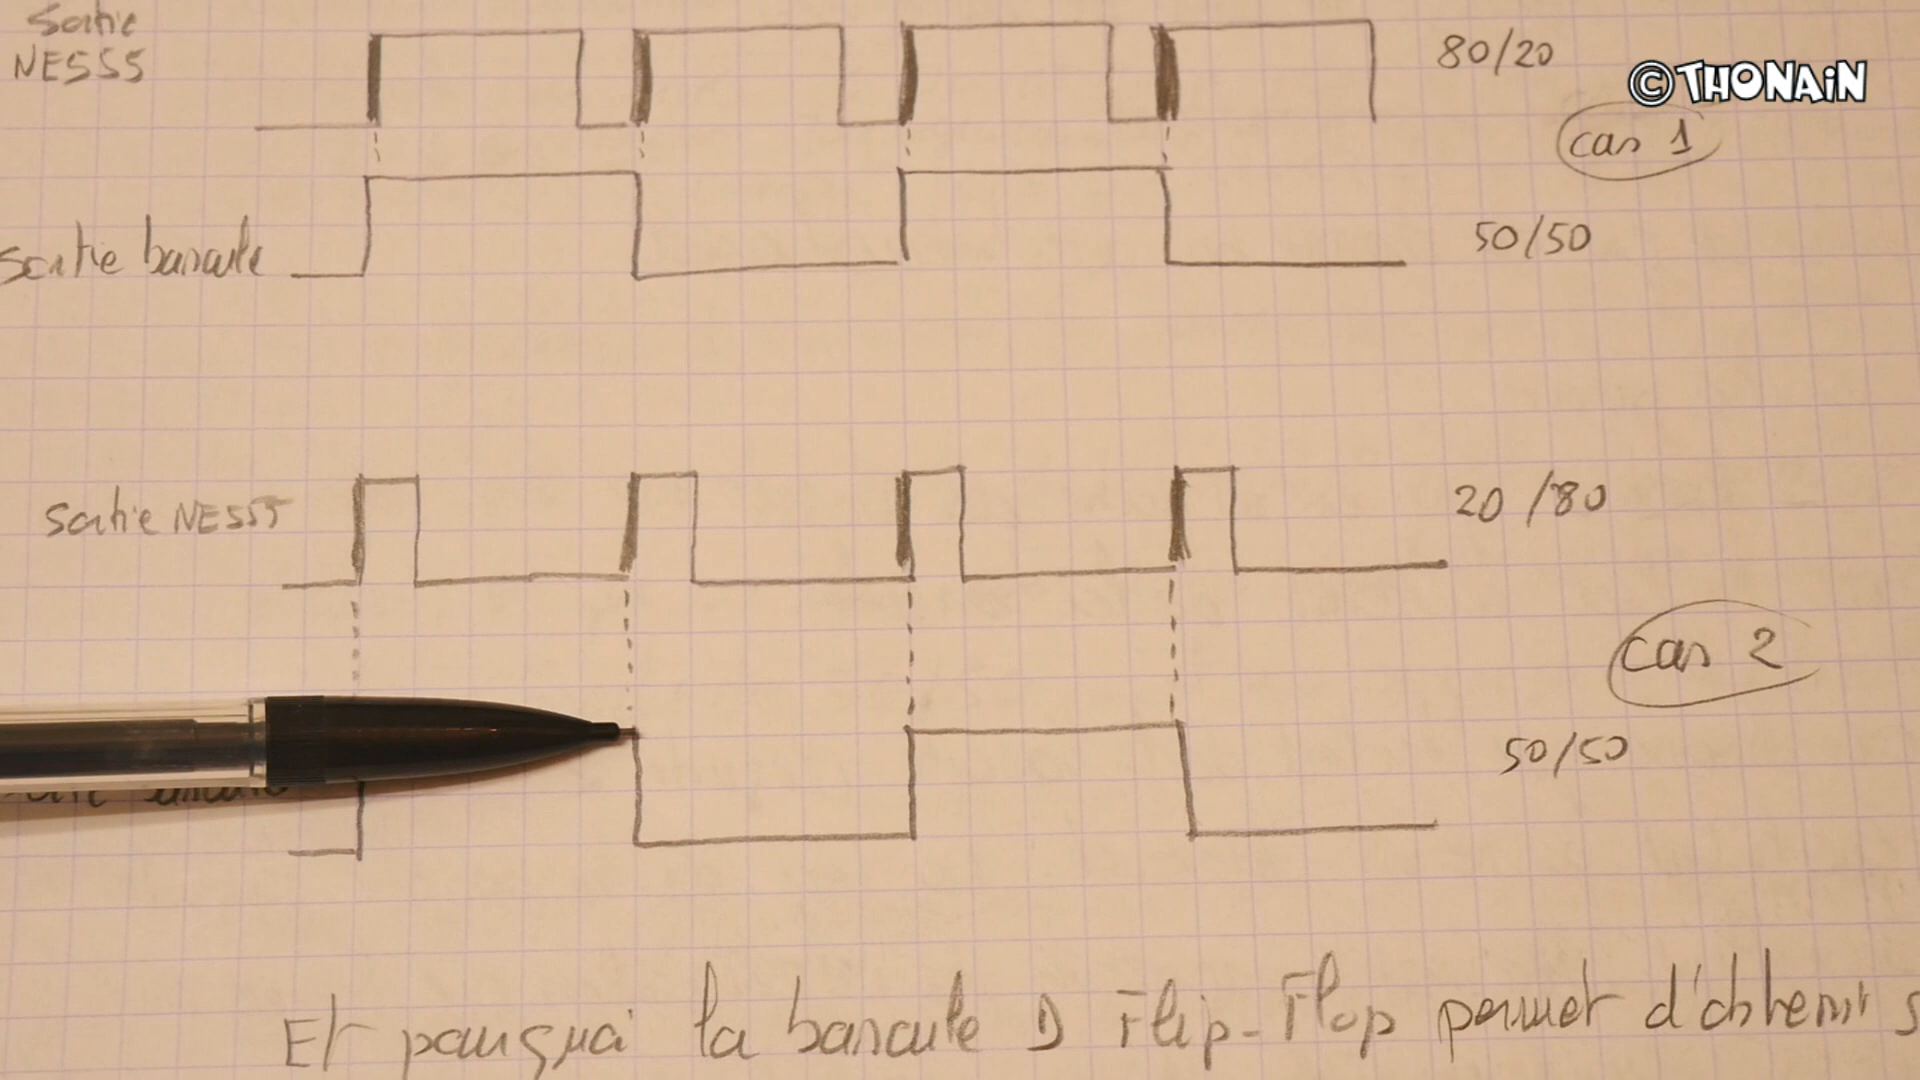 Sortie
NE555
80/20
©THONAiN
cas 1
Sortie bascule
50/50
Sortie NE555
20/80
cas 2
50/50
Et pourquoi la bascule D Flip-Flop permet d'obtenir